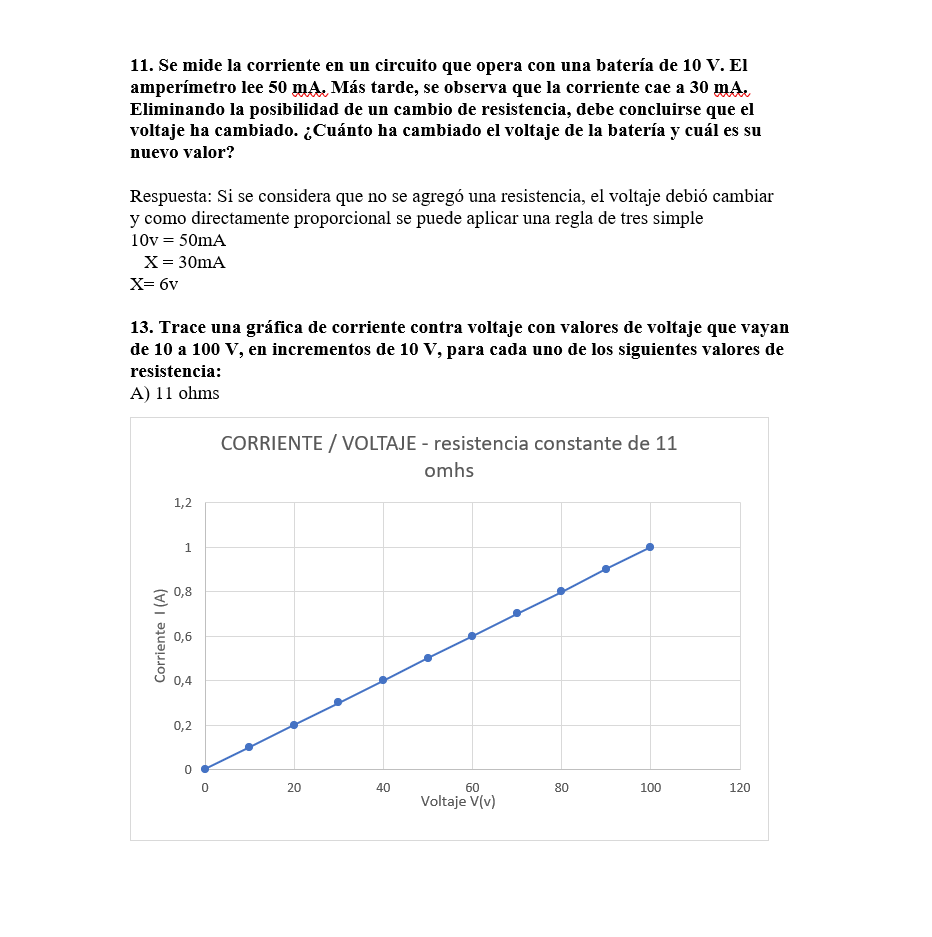 11. Se mide la corriente en un circuito que opera con una batería de 10 V. El
amperímetro lee 50 mA. Más tarde, se observa que la corriente cae a 30 mA.
Eliminando la posibilidad de un cambio de resistencia, debe concluirse que el
voltaje ha cambiado. ¿Cuánto ha cambiado el voltaje de la batería y cuál es su
nuevo valor?
Respuesta: Si se considera que no se agregó una resistencia, el voltaje debió cambiar
y como directamente proporcional se puede aplicar una regla de tres simple
10v = 50mA
X = 30mA
X= 6v
13. Trace una gráfica de corriente contra voltaje con valores de voltaje que vayan
de 10 a 100 V, en incrementos de 10 V, para cada uno de los siguientes valores de
resistencia:
A) 11 ohms
CORRIENTE / VOLTAJE - resistencia constante de 11
omhs
1,2
1
0,8
0,6
0,4
0,2
0
Corriente I (A)
0 20 40 60 80 100 120
Voltaje V(v)